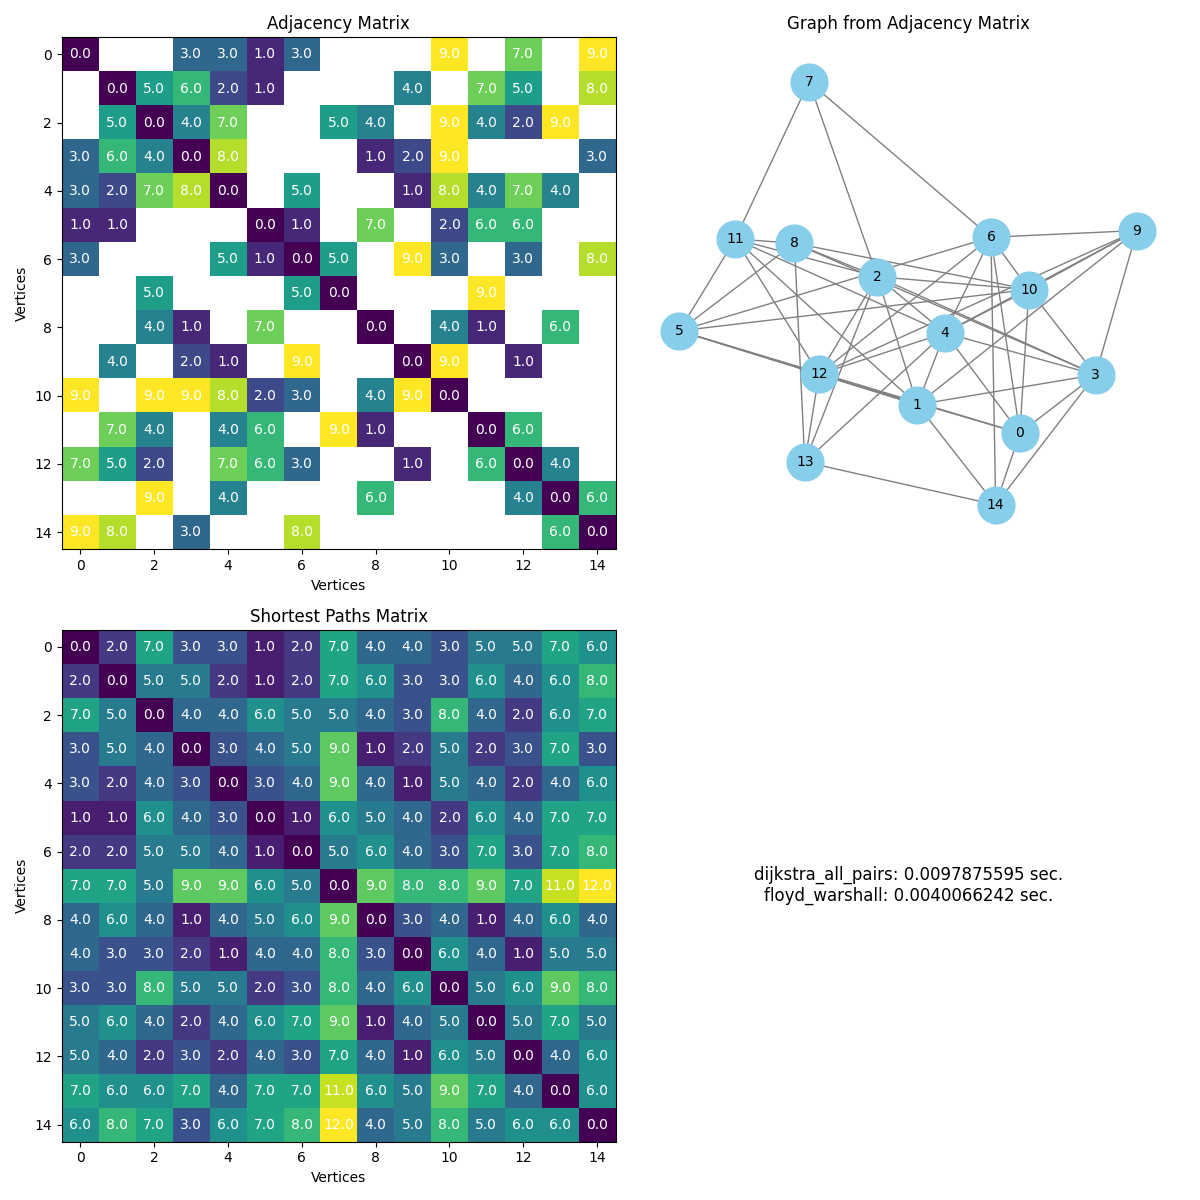 Adjacency Matrix
0.0 3.0 3.0 1.0 3.0 9.0 7.0 9.0
0.0 5.0 6.0 2.0 1.0 4.0 7.0 5.0 8.0
5.0 0.0 4.0 7.0 5.0 4.0 9.0 4.0 2.0 9.0
3.0 6.0 4.0 0.0 8.0 1.0 2.0 9.0 3.0
3.0 2.0 7.0 8.0 0.0 5.0 1.0 8.0 4.0 7.0 4.0
1.0 1.0 0.0 1.0 7.0 2.0 6.0 6.0
3.0 5.0 1.0 0.0 5.0 9.0 3.0 3.0 8.0
5.0 5.0 0.0 9.0
4.0 1.0 7.0 0.0 4.0 1.0 6.0
4.0 2.0 1.0 9.0 0.0 9.0 1.0
9.0 9.0 9.0 8.0 2.0 3.0 4.0 9.0 0.0
7.0 4.0 4.0 6.0 9.0 1.0 0.0 6.0
7.0 5.0 2.0 7.0 6.0 3.0 1.0 6.0 0.0 4.0
9.0 4.0 6.0 4.0 0.0 6.0
9.0 8.0 3.0 8.0 6.0 0.0
0
2
4
6
8
10
12
14
Vertices
0 2 4 6 8 10 12 14
Vertices
Graph from Adjacency Matrix
7
11
8
6
9
2
10
5
4
12
3
1
0
13
14
Shortest Paths Matrix
0.0 2.0 7.0 3.0 3.0 1.0 2.0 7.0 4.0 4.0 3.0 5.0 5.0 7.0 6.0
2.0 0.0 5.0 5.0 2.0 1.0 2.0 7.0 6.0 3.0 3.0 6.0 4.0 6.0 8.0
7.0 5.0 0.0 4.0 4.0 6.0 5.0 5.0 4.0 3.0 8.0 4.0 2.0 6.0 7.0
3.0 5.0 4.0 0.0 3.0 4.0 5.0 9.0 1.0 2.0 5.0 2.0 3.0 7.0 3.0
3.0 2.0 4.0 3.0 0.0 3.0 4.0 9.0 4.0 1.0 5.0 4.0 2.0 4.0 6.0
1.0 1.0 6.0 4.0 3.0 0.0 1.0 6.0 5.0 4.0 2.0 6.0 4.0 7.0 7.0
2.0 2.0 5.0 5.0 4.0 1.0 0.0 5.0 6.0 4.0 3.0 7.0 3.0 7.0 8.0
7.0 7.0 5.0 9.0 9.0 6.0 5.0 0.0 9.0 8.0 8.0 9.0 7.0 11.0 12.0
4.0 6.0 4.0 1.0 4.0 5.0 6.0 9.0 0.0 3.0 4.0 1.0 4.0 6.0 4.0
4.0 3.0 3.0 2.0 1.0 4.0 4.0 8.0 3.0 0.0 6.0 4.0 1.0 5.0 5.0
3.0 3.0 8.0 5.0 5.0 2.0 3.0 8.0 4.0 6.0 0.0 5.0 6.0 9.0 8.0
5.0 6.0 4.0 2.0 4.0 6.0 7.0 9.0 1.0 4.0 5.0 0.0 5.0 7.0 5.0
5.0 4.0 2.0 3.0 2.0 4.0 3.0 7.0 4.0 1.0 6.0 5.0 0.0 4.0 6.0
7.0 6.0 6.0 7.0 4.0 7.0 7.0 11.0 6.0 5.0 9.0 7.0 4.0 0.0 6.0
6.0 8.0 7.0 3.0 6.0 7.0 8.0 12.0 4.0 5.0 8.0 5.0 6.0 6.0 0.0
0
2
4
6
8
10
12
14
Vertices
0 2 4 6 8 10 12 14
Vertices
dijkstra_all_pairs: 0.0097875595 sec.
floyd_warshall: 0.0040066242 sec.